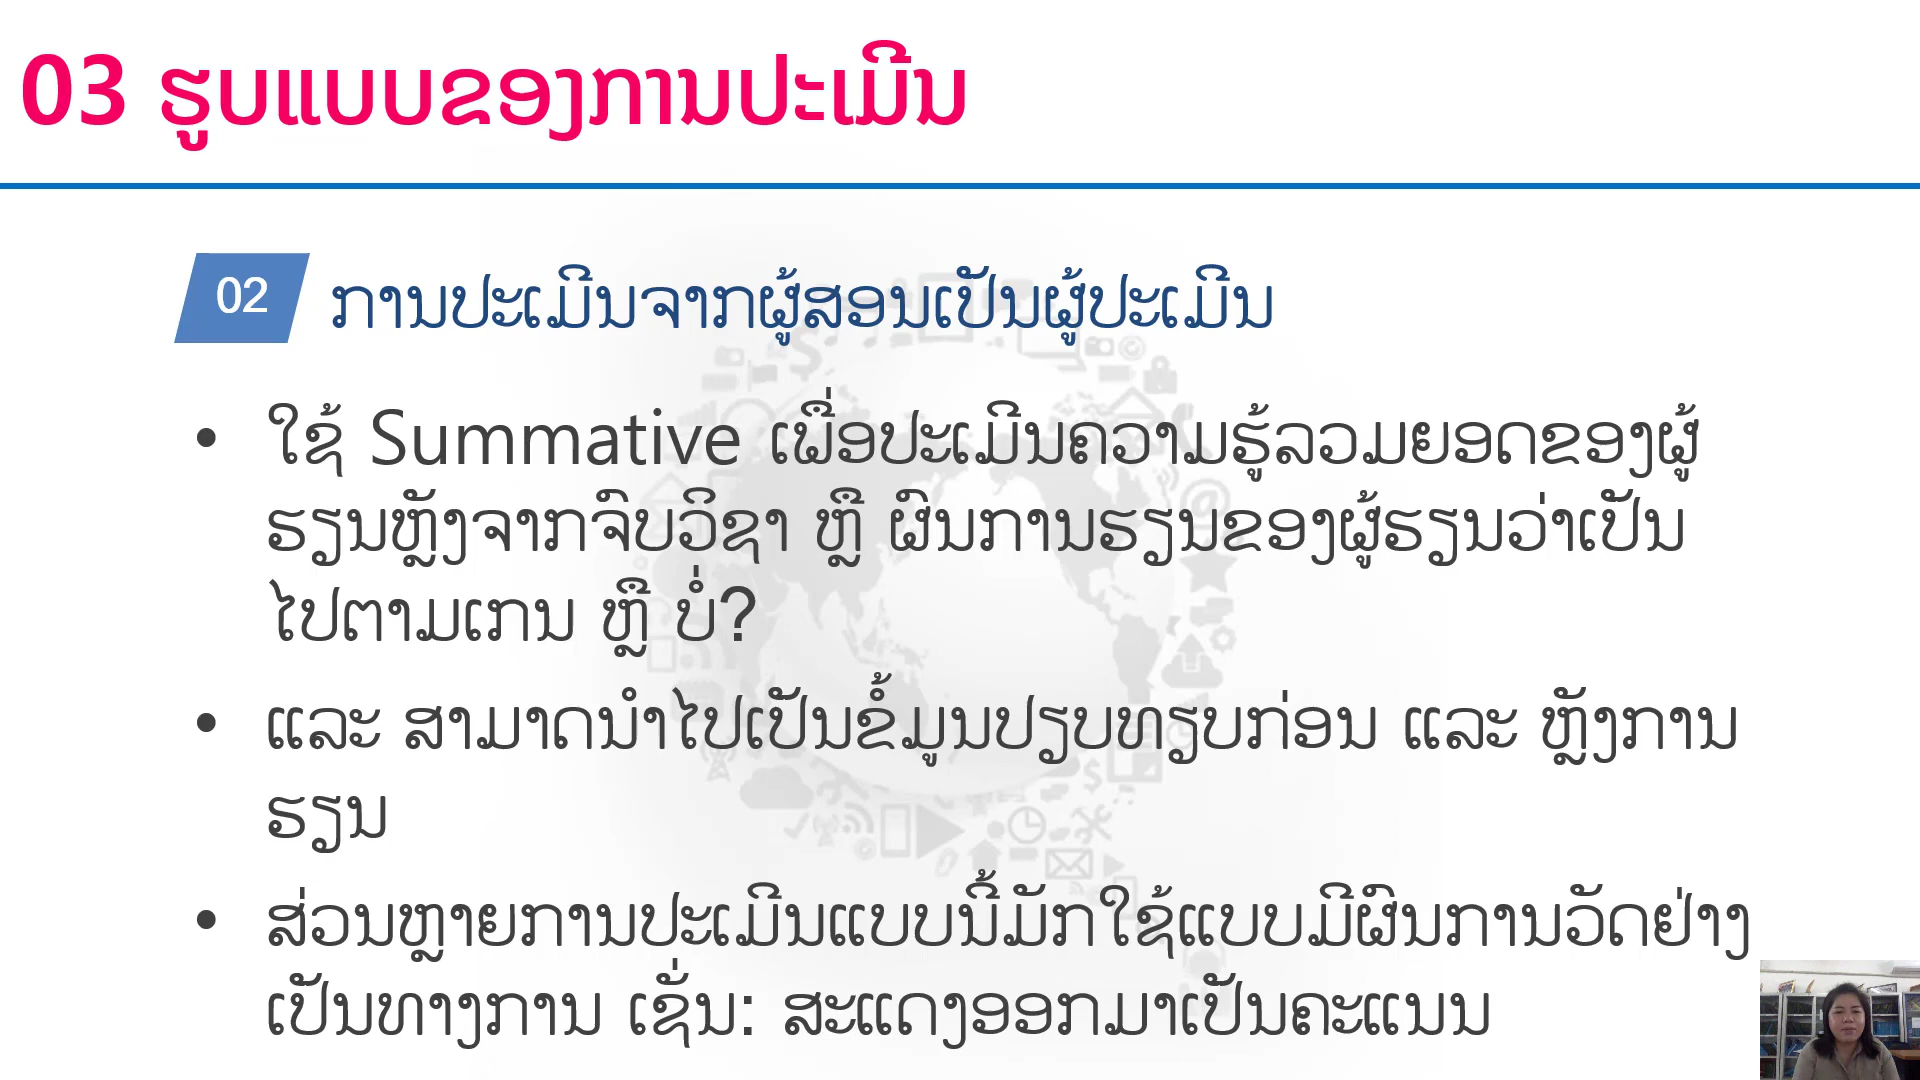 03 ຮູບແບບຂອງການປະເມີນ
02 ການປະເມີນຈາກຜູ້ສອນເປັນຜູ້ປະເມີນ
• ໃຊ້ Summative ເພື່ອປະເມີນຄວາມຮູ້ລວມຍອດຂອງຜູ້
ຮຽນຫຼັງຈາກຈົບວິຊາ ຫຼື ຜົນການຮຽນຂອງຜູ້ຮຽນວ່າເປັນ
ໄປຕາມເກນ ຫຼື ບໍ່?
• ແລະ ສາມາດນຳໄປເປັນຂໍ້ມູນປຽບທຽບກ່ອນ ແລະ ຫຼັງການ
ຮຽນ
• ສ່ວນຫຼາຍການປະເມີນແບບນີ້ມັກໃຊ້ແບບມີຜົນການວັດຢ່າງ
ເປັນທາງການ ເຊັ່ນ: ສະແດງອອກມາເປັນຄະແນນ